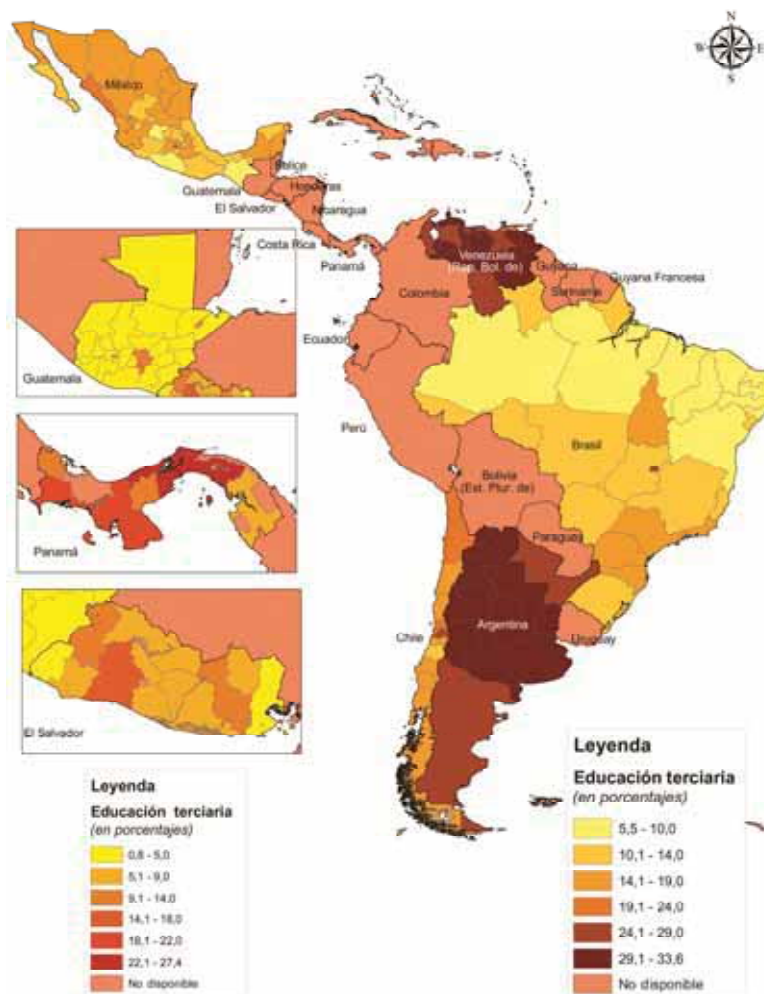 N
W
E
S
México
Belice
Guatemala
Honduras
El Salvador
Nicaragua
Costa Rica
Panamá
Venezuela
(Rep. Bol. de)
Guyana
Guyana Francesa
Suriname
Colombia
Ecuador
Perú
Brasil
Bolivia
(Est. Plur. de)
Paraguay
Chile
Argentina
Uruguay
Guatemala
Panamá
El Salvador
Leyenda
Educación terciaria
(en porcentajes)
0,8 - 5,0
5,1 - 9,0
9,1 - 14,0
14,1 - 18,0
18,1 - 22,0
22,1 - 27,4
No disponible
Leyenda
Educación terciaria
(en porcentajes)
5,5 - 10,0
10,1 - 14,0
14,1 - 19,0
19,1 - 24,0
24,1 - 29,0
29,1 - 33,6
No disponible